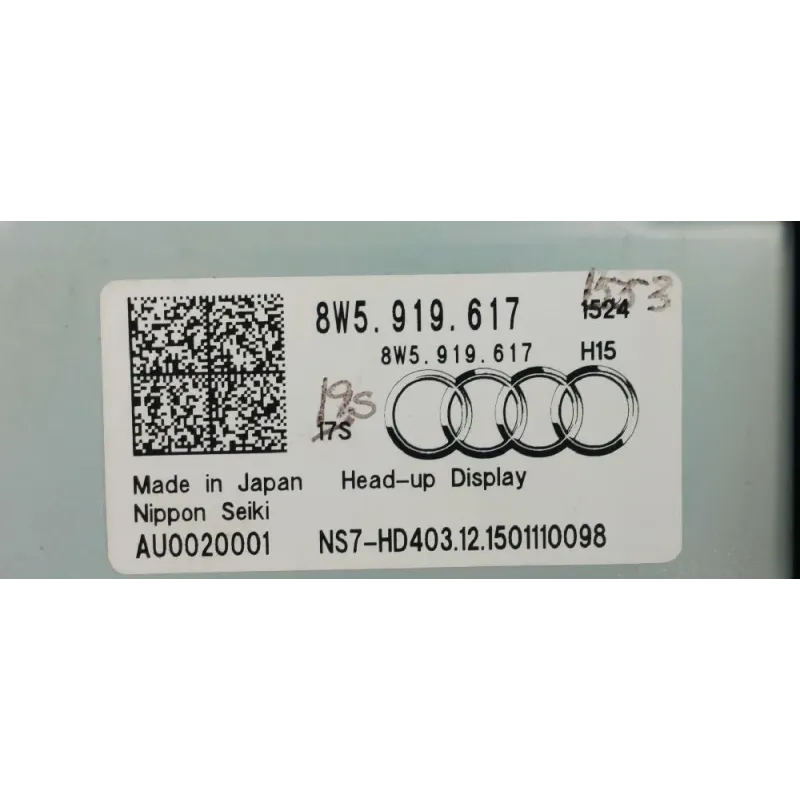 8W5.919.617
1553
1524
8W5.919.617 H15
19S
17S
Made in Japan Head-up Display
Nippon Seiki
AU0020001 NS7-HD403.12.1501110098